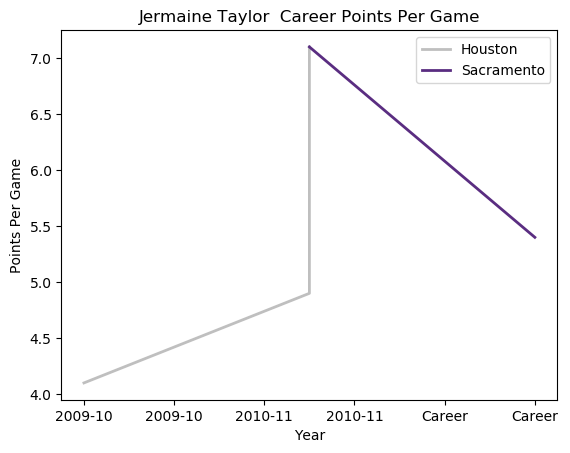 Jermaine Taylor  Career Points Per Game
Houston
Sacramento
Points Per Game
7.0
6.5
6.0
5.5
5.0
4.5
4.0
2009-10 2009-10 2010-11 2010-11 Career Career
Year